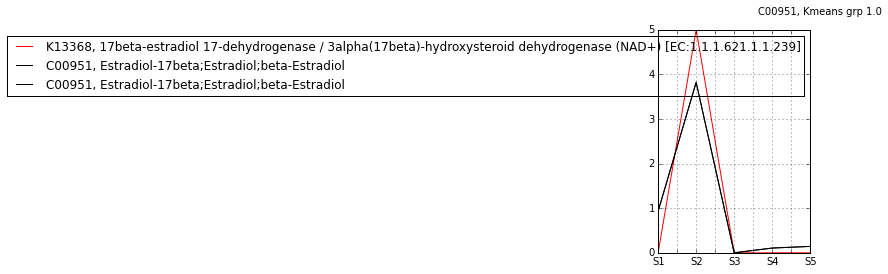 C00951, Kmeans grp 1.0
K13368, 17beta-estradiol 17-dehydrogenase / 3alpha(17beta)-hydroxysteroid dehydrogenase (NAD+) [EC:1.1.1.621.1.1.239]
C00951, Estradiol-17beta;Estradiol;beta-Estradiol
C00951, Estradiol-17beta;Estradiol;beta-Estradiol
5
4
3
2
1
0
S1 S2 S3 S4 S5